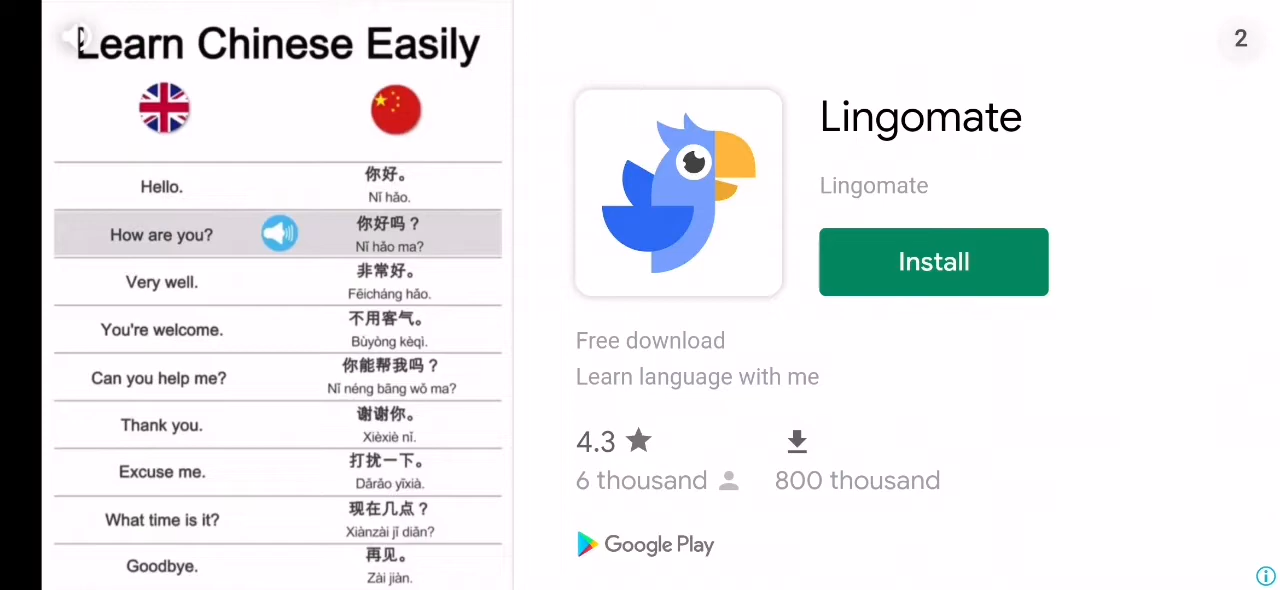 Learn Chinese Easily
Hello.
你好。
Nǐ hǎo.
How are you?
你好吗？
Nǐ hǎo ma?
Very well.
非常好。
Fēicháng hǎo.
You're welcome.
不用客气。
Bùyòng kèqì.
Can you help me?
你能帮我吗？
Nǐ néng bāng wǒ ma?
Thank you.
谢谢你。
Xièxiè nǐ.
Excuse me.
打扰一下。
Dǎrǎo yīxià.
What time is it?
现在几点？
Xiànzài jǐ diǎn?
Goodbye.
再见。
Zài jiàn.
2
Lingomate
Lingomate
Install
Free download
Learn language with me
4.3
6 thousand
800 thousand
Google Play